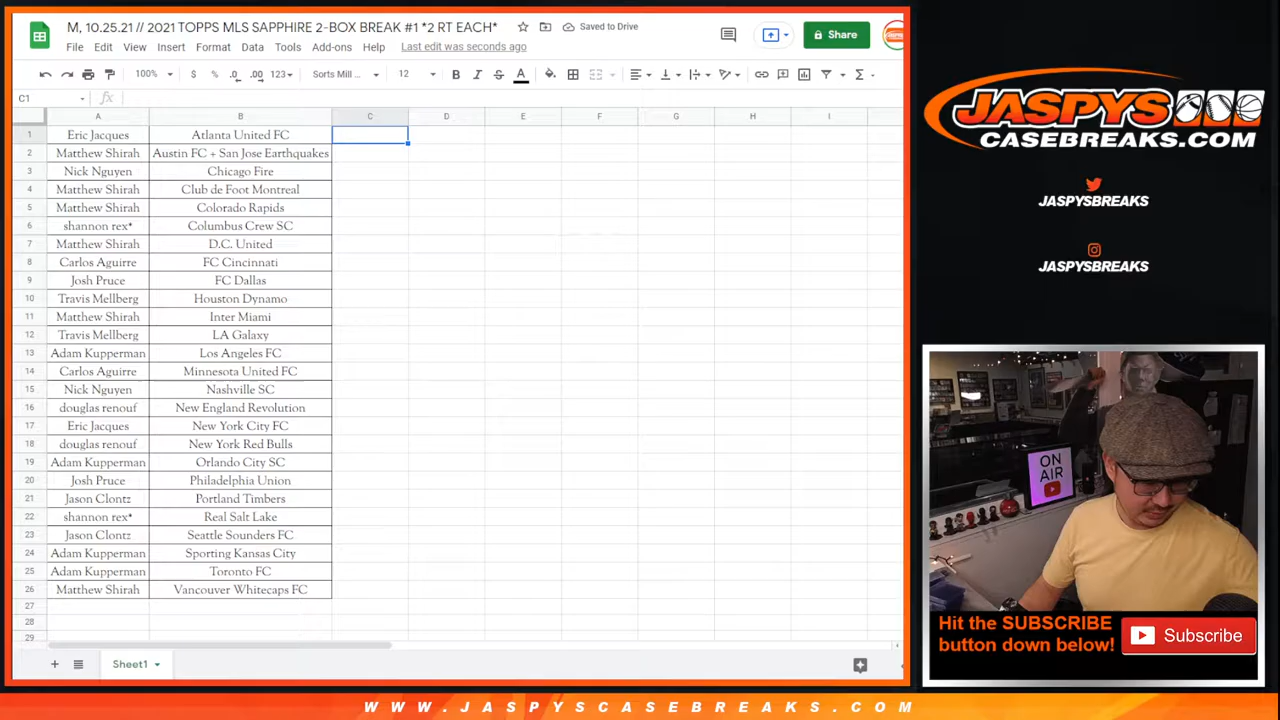 M, 10.25.21 // 2021 TOPPS MLS SAPPHIRE 2-BOX BREAK #1 *2 RT EACH*
Saved to Drive
Share
File Edit View Insert Format Data Tools Add-ons Help Last edit was seconds ago
100% $ % .0 .00 123 Sorts Mill ... 12 B I S A
C1 fx
A B C D E F G H I
1 Eric Jacques Atlanta United FC
2 Matthew Shirah Austin FC + San Jose Earthquakes
3 Nick Nguyen Chicago Fire
4 Matthew Shirah Club de Foot Montreal
5 Matthew Shirah Colorado Rapids
6 shannon rex* Columbus Crew SC
7 Matthew Shirah D.C. United
8 Carlos Aguirre FC Cincinnati
9 Josh Pruce FC Dallas
10 Travis Mellberg Houston Dynamo
11 Matthew Shirah Inter Miami
12 Travis Mellberg LA Galaxy
13 Adam Kupperman Los Angeles FC
14 Carlos Aguirre Minnesota United FC
15 Nick Nguyen Nashville SC
16 douglas renouf New England Revolution
17 Eric Jacques New York City FC
18 douglas renouf New York Red Bulls
19 Adam Kupperman Orlando City SC
20 Josh Pruce Philadelphia Union
21 Jason Clontz Portland Timbers
22 shannon rex* Real Salt Lake
23 Jason Clontz Seattle Sounders FC
24 Adam Kupperman Sporting Kansas City
25 Adam Kupperman Toronto FC
26 Matthew Shirah Vancouver Whitecaps FC
27
28
29
Sheet1
JASPYS
CASEBREAKS.COM
JASPYSBREAKS
JASPYSBREAKS
ON
AIR
Hit the SUBSCRIBE
button down below!
Subscribe
WWW.JASPYSCASEBREAKS.COM